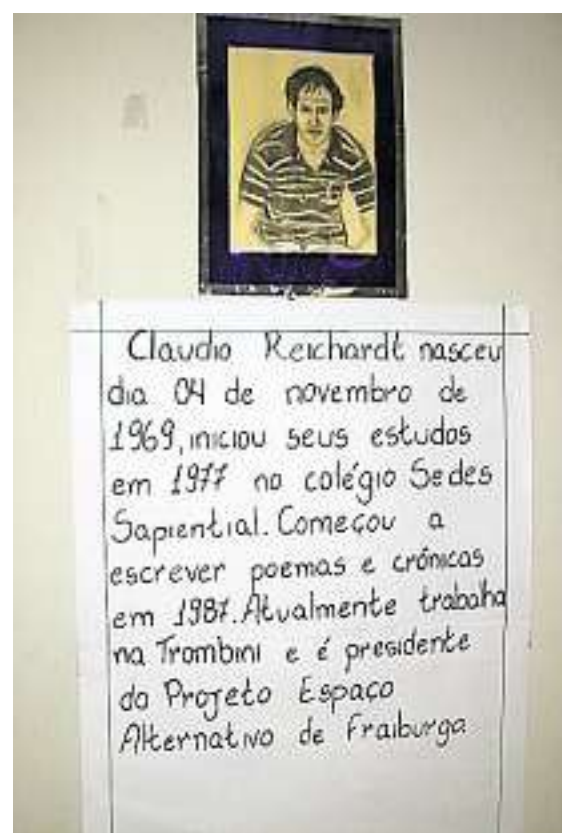 Claudio Reichardt nasceu
dia 04 de novembro de
1969, iniciou seus estudos
em 1977 no colégio Sedes
Sapiential. Começou a
escrever poemas e crônicas
em 1987. Atualmente trabalha
na Trombini e é presidente
do Projeto Espaço
Alternativo de Fraiburgo